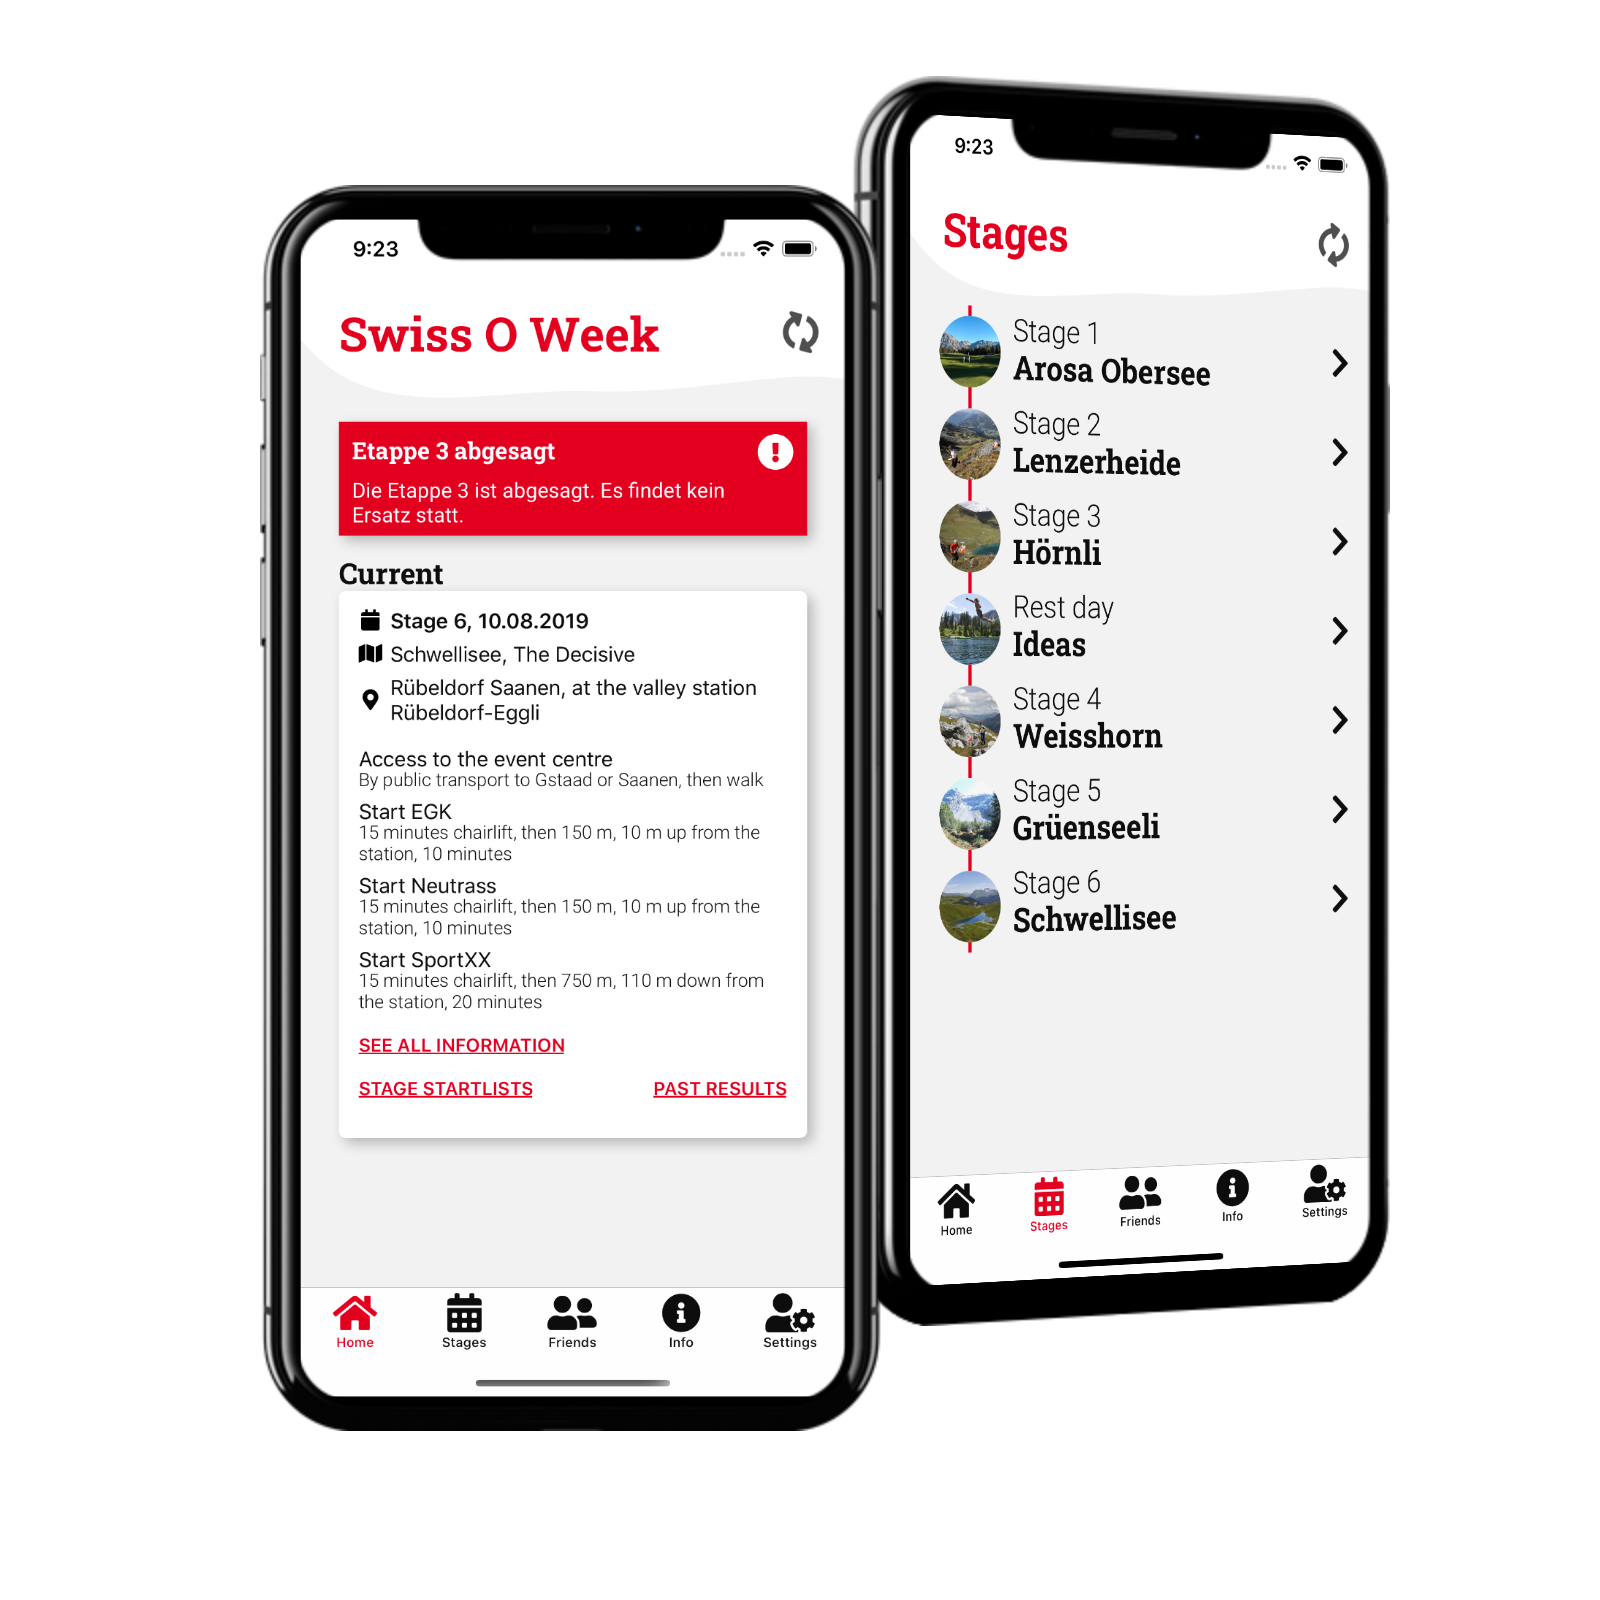 9:23
Swiss O Week
Etappe 3 abgesagt
Die Etappe 3 ist abgesagt. Es findet kein
Ersatz statt.
Current
Stage 6, 10.08.2019
Schwellisee, The Decisive
Rübeldorf Saanen, at the valley station
Rübeldorf-Eggli
Access to the event centre
By public transport to Gstaad or Saanen, then walk
Start EGK
15 minutes chairlift, then 150 m, 10 m up from the
station, 10 minutes
Start Neutrass
15 minutes chairlift, then 150 m, 10 m up from the
station, 10 minutes
Start SportXX
15 minutes chairlift, then 750 m, 110 m down from
the station, 20 minutes
SEE ALL INFORMATION
STAGE STARTLISTS PAST RESULTS
Home Stages Friends Info Settings
9:23
Stages
Stage 1
Arosa Obersee
Stage 2
Lenzerheide
Stage 3
Hörnli
Rest day
Ideas
Stage 4
Weisshorn
Stage 5
Grüenseeli
Stage 6
Schwellisee
Home Stages Friends Info Settings